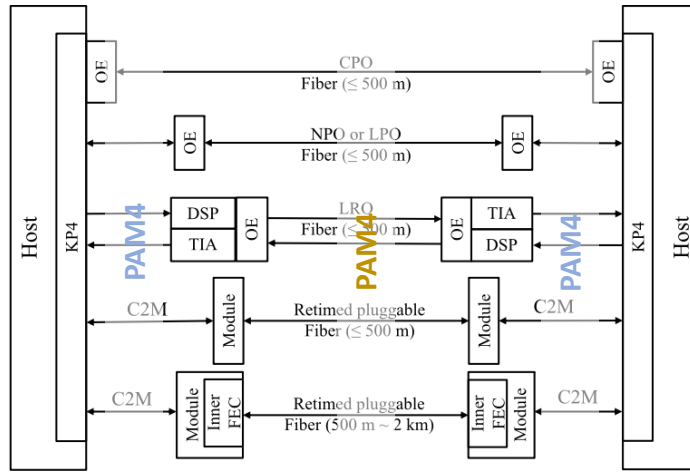 Host
KP4
OE
CPO
Fiber (≤ 500 m)
OE
OE
NPO or LPO
Fiber (≤ 500 m)
OE
PAM4
DSP
TIA
OE
LRO
Fiber (≤ 500 m)
PAM4
OE
TIA
DSP
PAM4
C2M
Module
Retimed pluggable
Fiber (≤ 500 m)
Module
C2M
C2M
Module
Inner
FEC
Retimed pluggable
Fiber (500 m ~ 2 km)
Inner
FEC
Module
C2M
KP4
Host